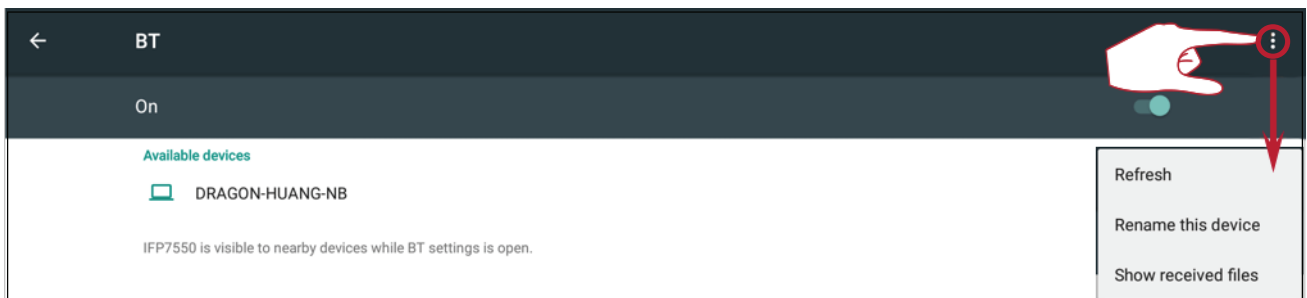 BT
On
Available devices
DRAGON-HUANG-NB
IFP7550 is visible to nearby devices while BT settings is open.
Refresh
Rename this device
Show received files